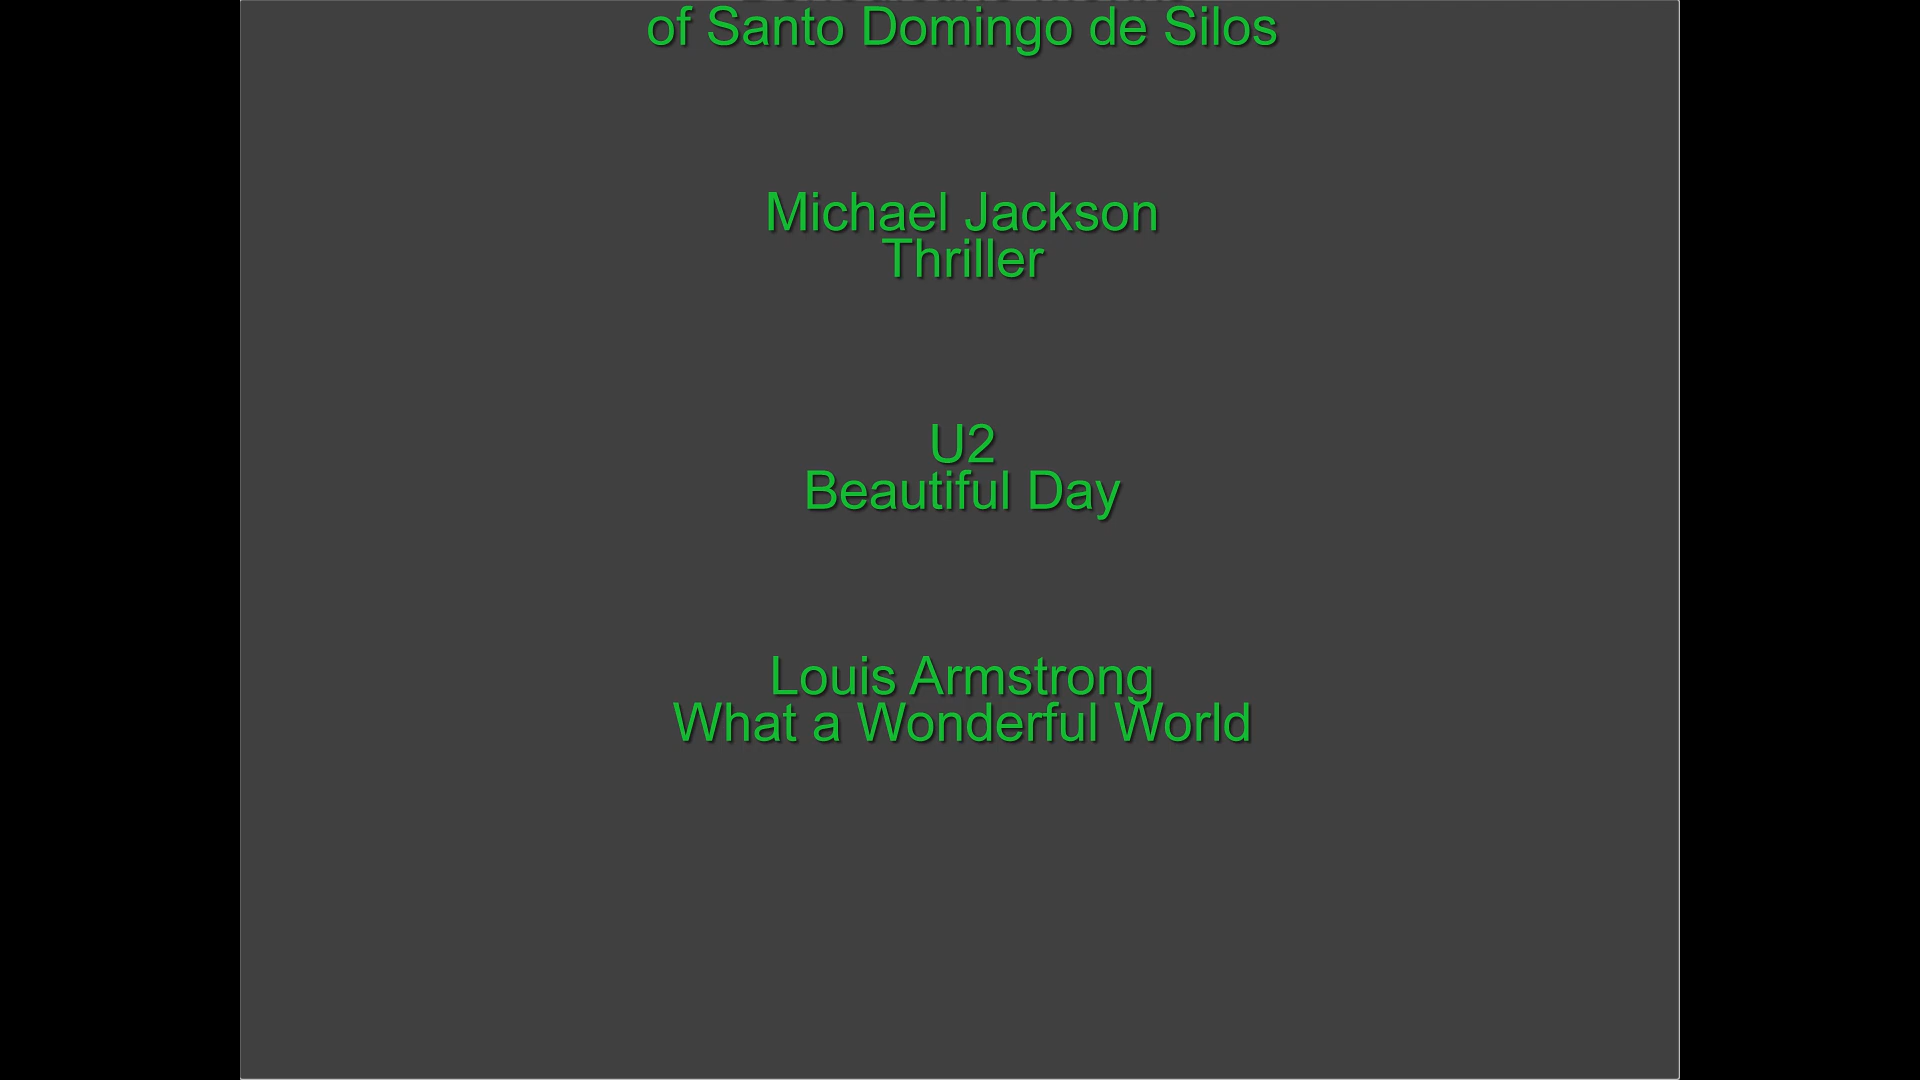 of Santo Domingo de Silos
Michael Jackson
Thriller
U2
Beautiful Day
Louis Armstrong
What a Wonderful World